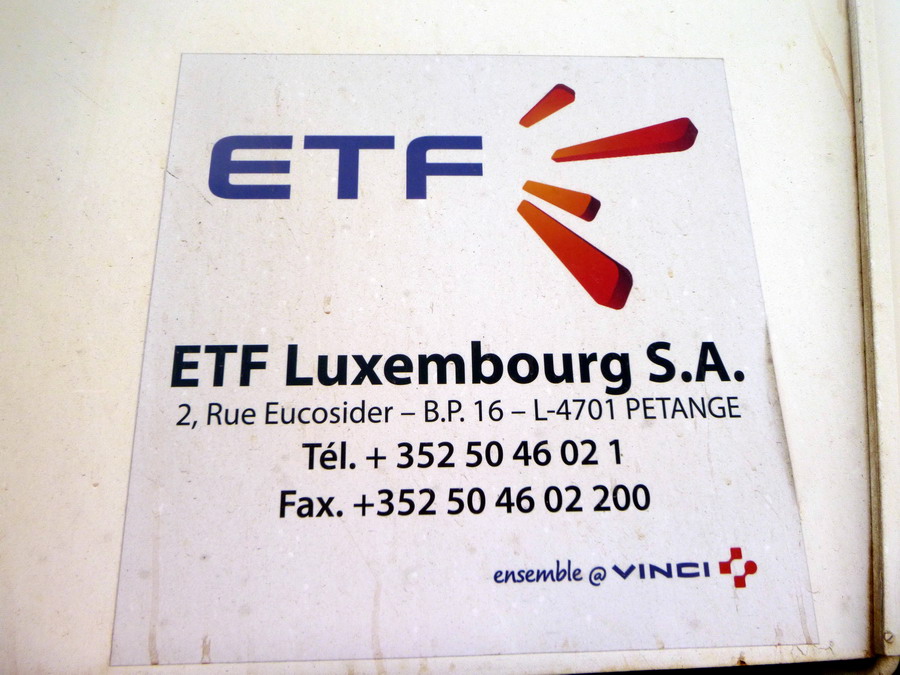 ETF
ETF Luxembourg S.A.
2, Rue Eucosider – B.P. 16 – L-4701 PETANGE
Tél. + 352 50 46 02 1
Fax. +352 50 46 02 200
ensemble @ VINCI